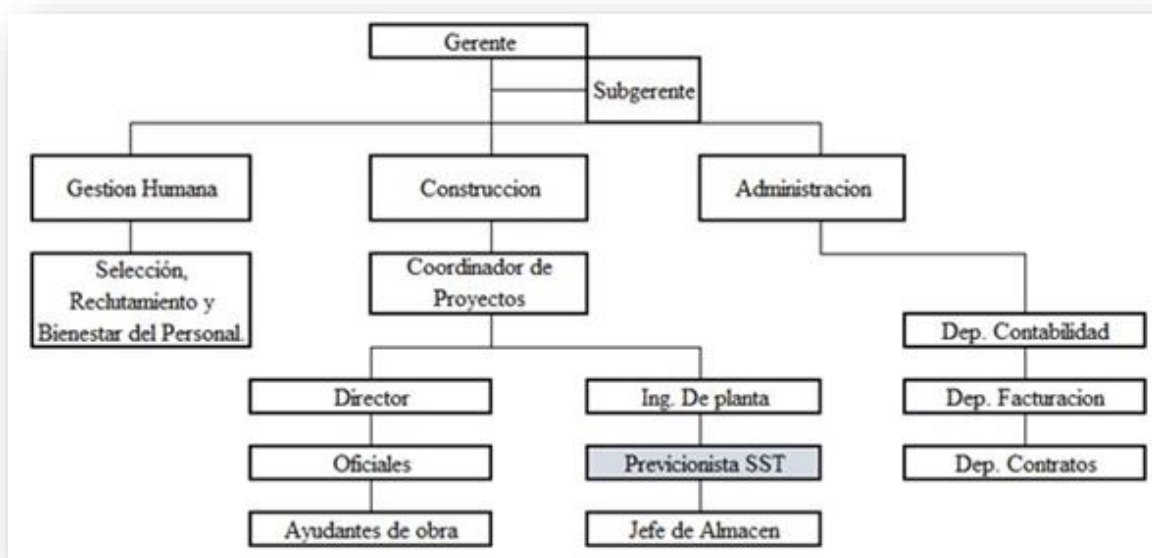 Gerente
Subgerente
Gestion Humana
Construccion
Administracion
Selección,
Reclutamiento y
Bienestar del Personal.
Coordinador de
Proyectos
Dep. Contabilidad
Director
Ing. De planta
Dep. Facturacion
Oficiales
Previcionista SST
Dep. Contratos
Ayudantes de obra
Jefe de Almacen